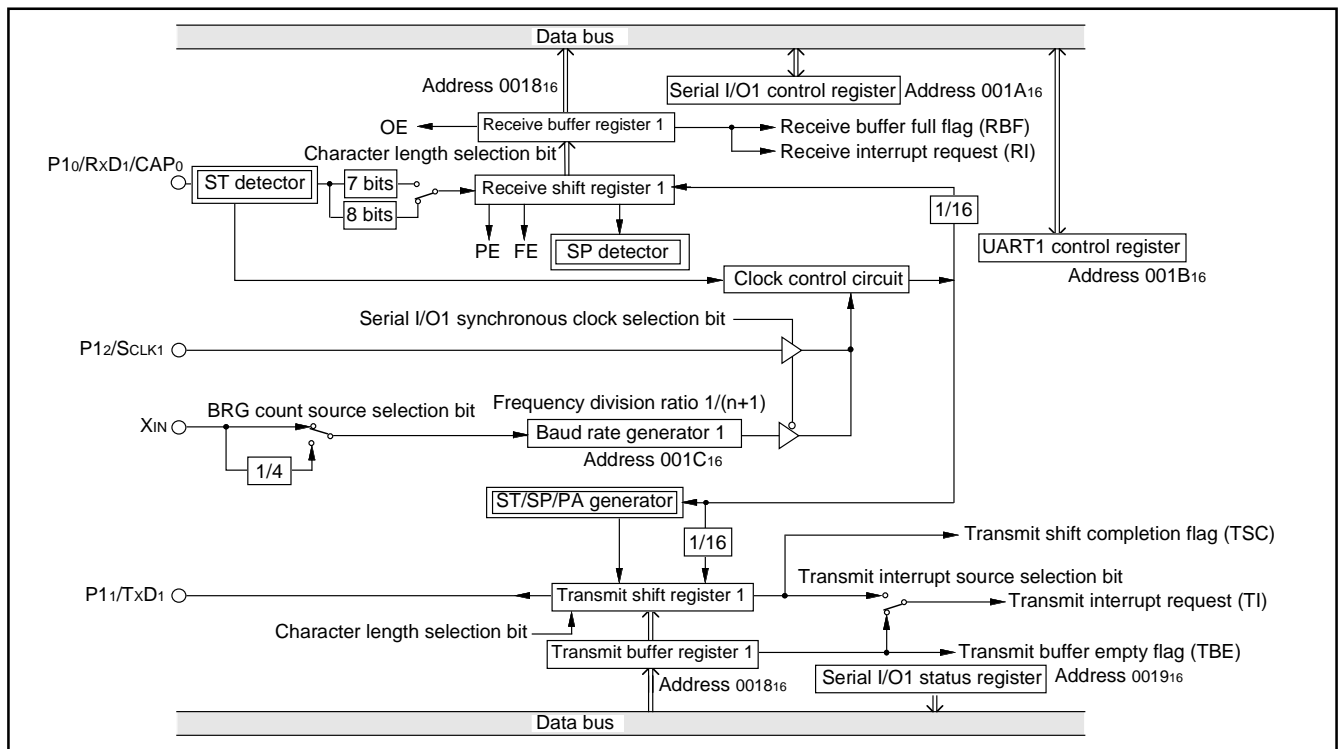 Data bus
Address 001816
Serial I/O1 control register Address 001A16
OE
Receive buffer register 1
Receive buffer full flag (RBF)
Receive interrupt request (RI)
Character length selection bit
P10/RXD1/CAP0
ST detector
7 bits
8 bits
Receive shift register 1
1/16
PE
FE
SP detector
UART1 control register
Address 001B16
Clock control circuit
Serial I/O1 synchronous clock selection bit
P12/SCLK1
BRG count source selection bit
Frequency division ratio 1/(n+1)
XIN
Baud rate generator 1
1/4
Address 001C16
ST/SP/PA generator
1/16
Transmit shift completion flag (TSC)
Transmit interrupt source selection bit
P11/TXD1
Transmit shift register 1
Transmit interrupt request (TI)
Character length selection bit
Transmit buffer register 1
Transmit buffer empty flag (TBE)
Address 001816
Serial I/O1 status register Address 001916
Data bus